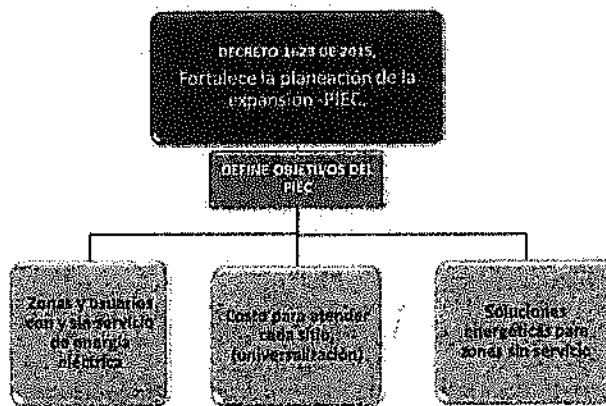 DECRETO 1623 DE 2015,
Fortalece la planeación de la
expansión -PIEC.
DEFINE OBJETIVOS DEL
PIEC
Zonas y usuarios
con y sin servicio
de energía
eléctrica
Costo para atender
cada sitio,
(universalización)
Soluciones
energéticas para
zonas sin servicio